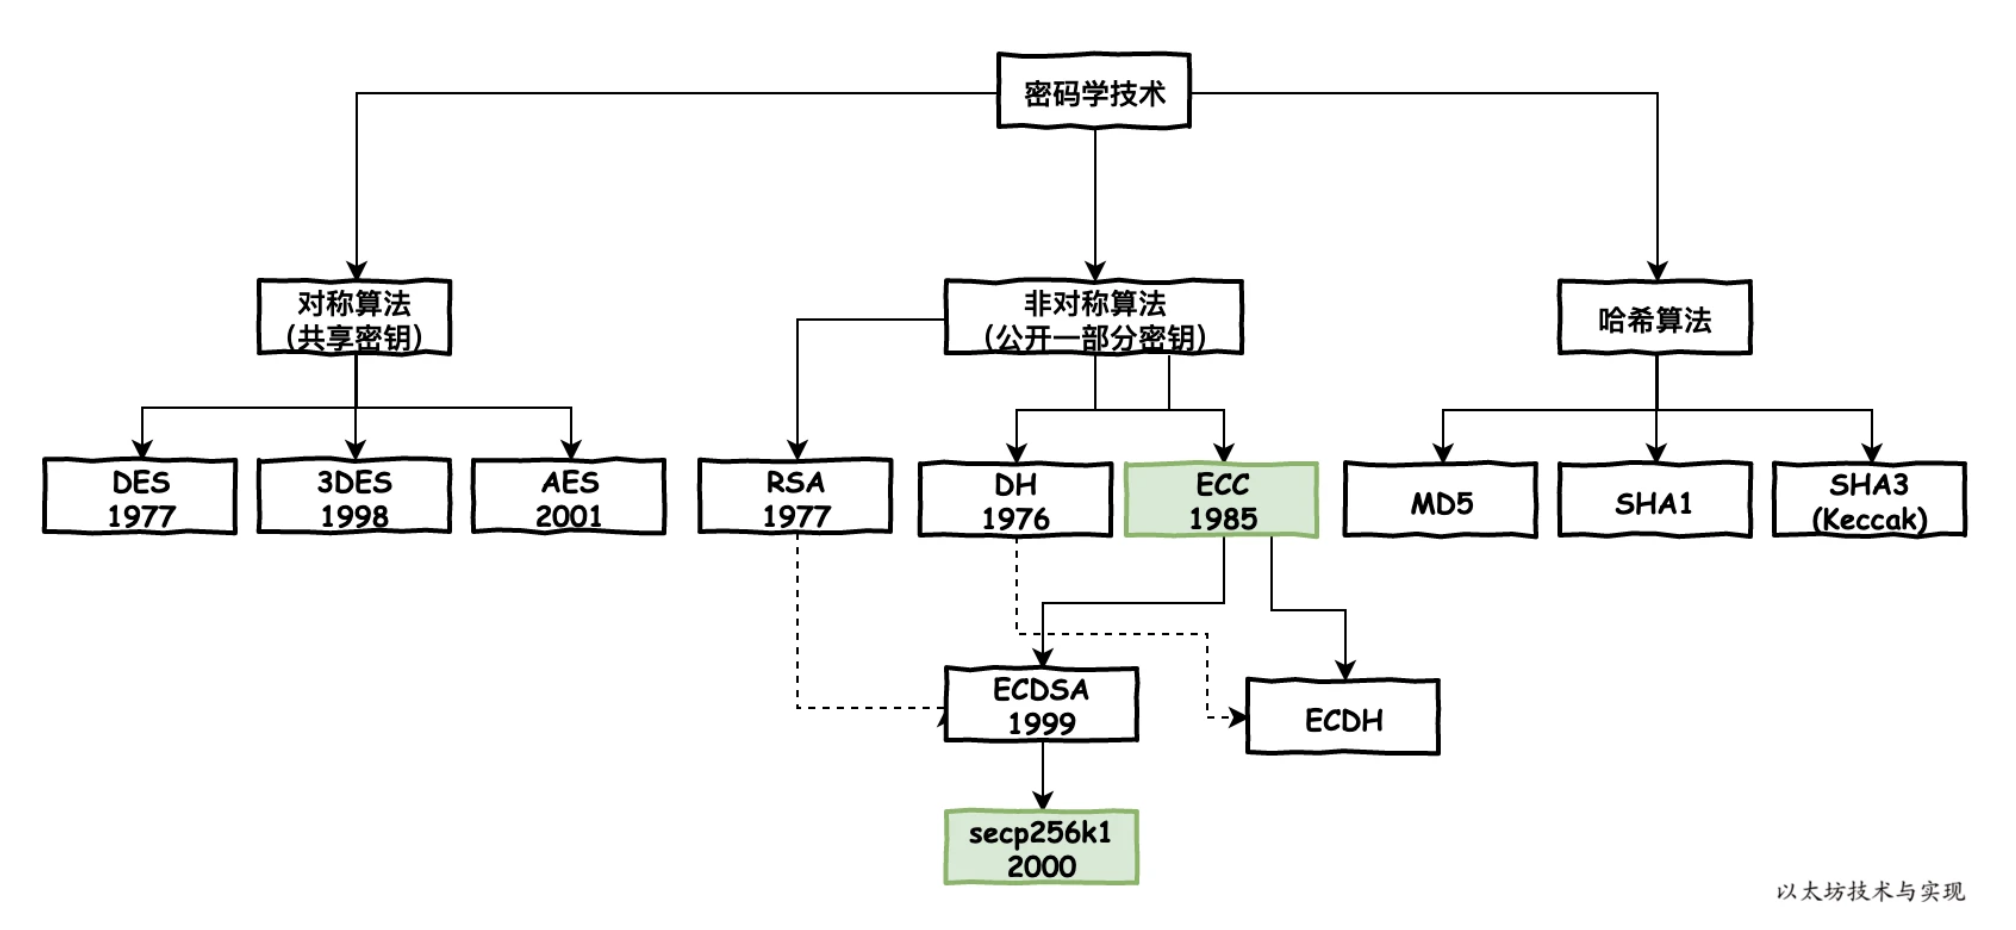 密码学技术
对称算法
(共享密钥)
非对称算法
(公开一部分密钥)
哈希算法
DES
1977
3DES
1998
AES
2001
RSA
1977
DH
1976
ECC
1985
MD5
SHA1
SHA3
(Keccak)
ECDSA
1999
ECDH
secp256k1
2000
以太坊技术与实现